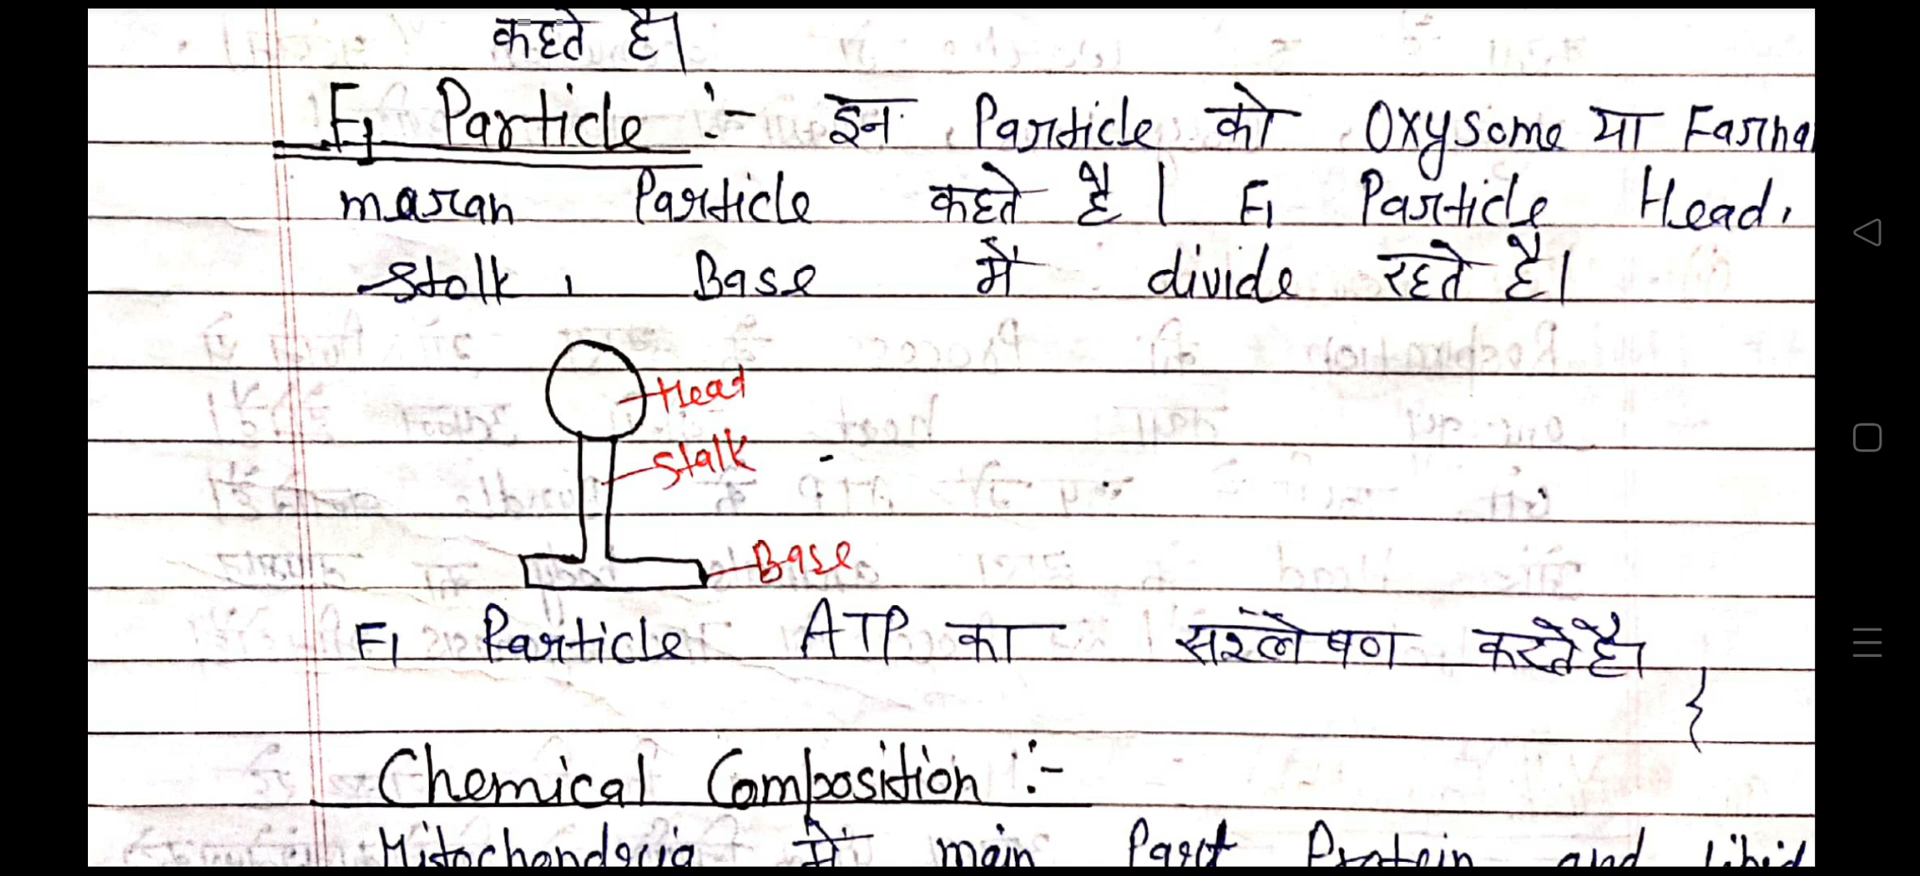 कहते है।
F1 Particle :- इन Particle को Oxysome या Farna
maran Particle कहते है। F1 Particle Head,
Stalk, Base में divide रहते है।
Head
Stalk
Base
F1 Particle ATP का संश्लेषण करते है।
Chemical Composition :-
Mitochondria में main Part Protein and Lipid